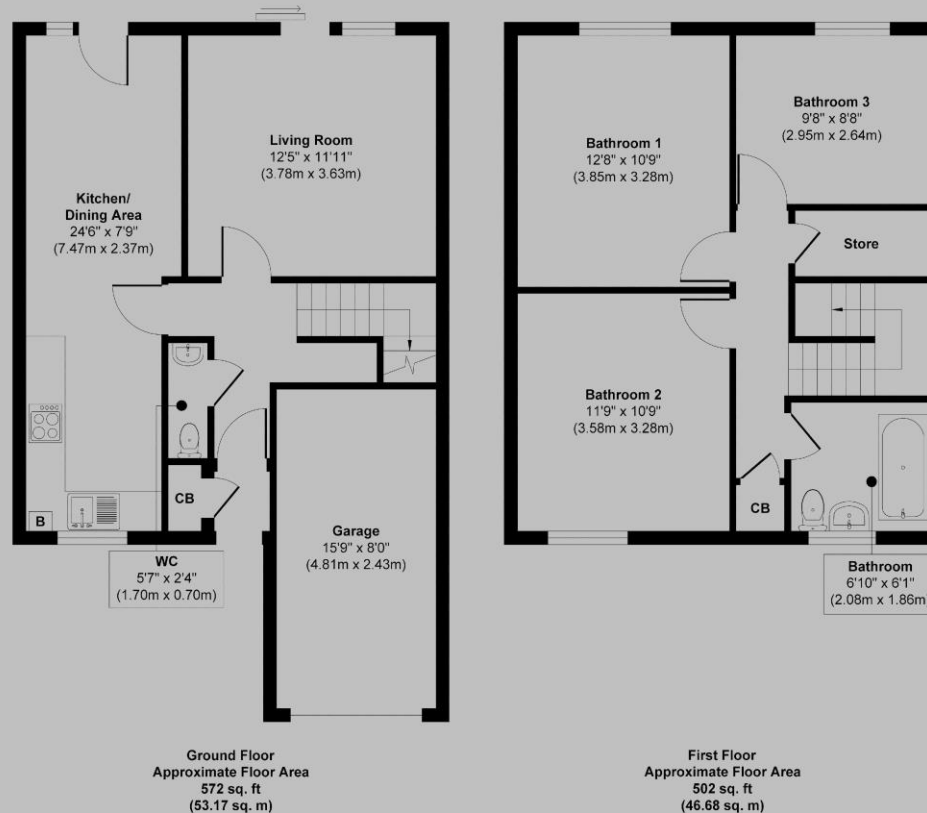 Kitchen/
Dining Area
24'6" x 7'9"
(7.47m x 2.37m)
Living Room
12'5" x 11'11"
(3.78m x 3.63m)
B
CB
WC
5'7" x 2'4"
(1.70m x 0.70m)
Garage
15'9" x 8'0"
(4.81m x 2.43m)
Ground Floor
Approximate Floor Area
572 sq. ft
(53.17 sq. m)
Bathroom 1
12'8" x 10'9"
(3.85m x 3.28m)
Bathroom 3
9'8" x 8'8"
(2.95m x 2.64m)
Store
Bathroom 2
11'9" x 10'9"
(3.58m x 3.28m)
CB
Bathroom
6'10" x 6'1"
(2.08m x 1.86m
First Floor
Approximate Floor Area
502 sq. ft
(46.68 sq. m)